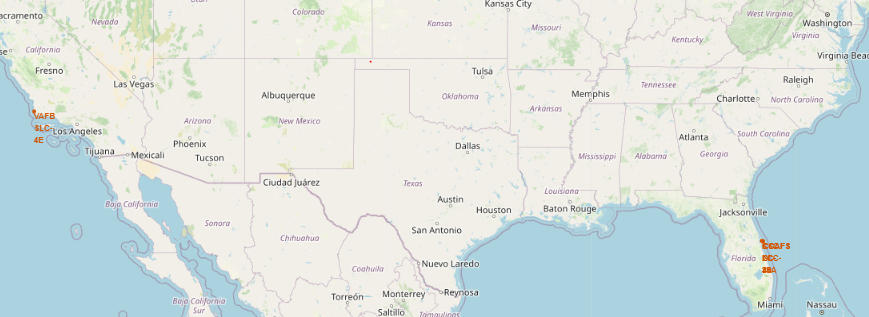 Nevada
Utah
Colorado
Kansas City
West Virginia
Washington
Sacramento
Kansas
Missouri
Kentucky
Virginia
California
Virginia Beach
Fresno
Las Vegas
Tulsa
Raleigh
Tennessee
Albuquerque
Oklahoma
Memphis
Charlotte
North Carolina
VAFB
SLC-
4E
Arizona
New Mexico
Arkansas
Los Angeles
Atlanta
South Carolina
Phoenix
Dallas
Tijuana
Mexicali
Tucson
Mississippi
Alabama
Georgia
Ciudad Juárez
Texas
Louisiana
Baja California
Austin
Houston
Baton Rouge
Jacksonville
Sonora
San Antonio
Chihuahua
Florida
Nuevo Laredo
Coahuila
Baja California
Sur
Torreón
Monterrey
Reynosa
Saltillo
Tamaulipas
Miami
Nassau